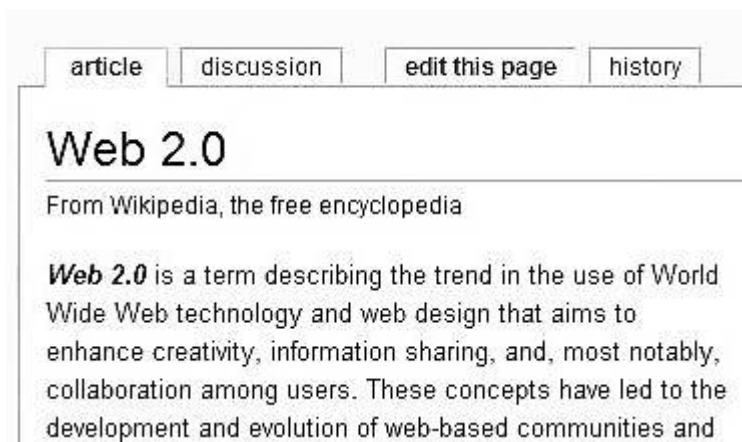 article discussion edit this page history
Web 2.0
From Wikipedia, the free encyclopedia
Web 2.0 is a term describing the trend in the use of World
Wide Web technology and web design that aims to
enhance creativity, information sharing, and, most notably,
collaboration among users. These concepts have led to the
development and evolution of web-based communities and